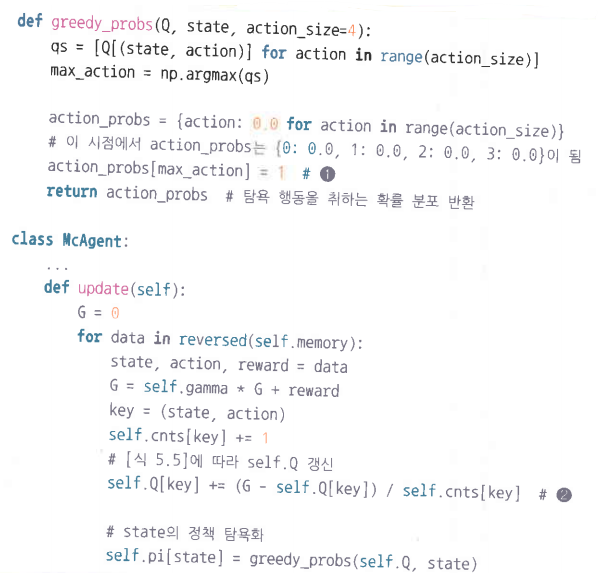 def greedy_probs(Q, state, action_size=4):
    qs = [Q[(state, action)] for action in range(action_size)]
    max_action = np.argmax(qs)

    action_probs = {action: 0.0 for action in range(action_size)}
    # 이 시점에서 action_probs는 {0: 0.0, 1: 0.0, 2: 0.0, 3: 0.0}이 됨
    action_probs[max_action] = 1  # ❶
    return action_probs  # 탐욕 행동을 취하는 확률 분포 반환

class McAgent:
    ...
    def update(self):
        G = 0
        for data in reversed(self.memory):
            state, action, reward = data
            G = self.gamma * G + reward
            key = (state, action)
            self.cnts[key] += 1
            # [식 5.5]에 따라 self.Q 갱신
            self.Q[key] += (G - self.Q[key]) / self.cnts[key]  # ❷

            # state의 정책 탐욕화
            self.pi[state] = greedy_probs(self.Q, state)